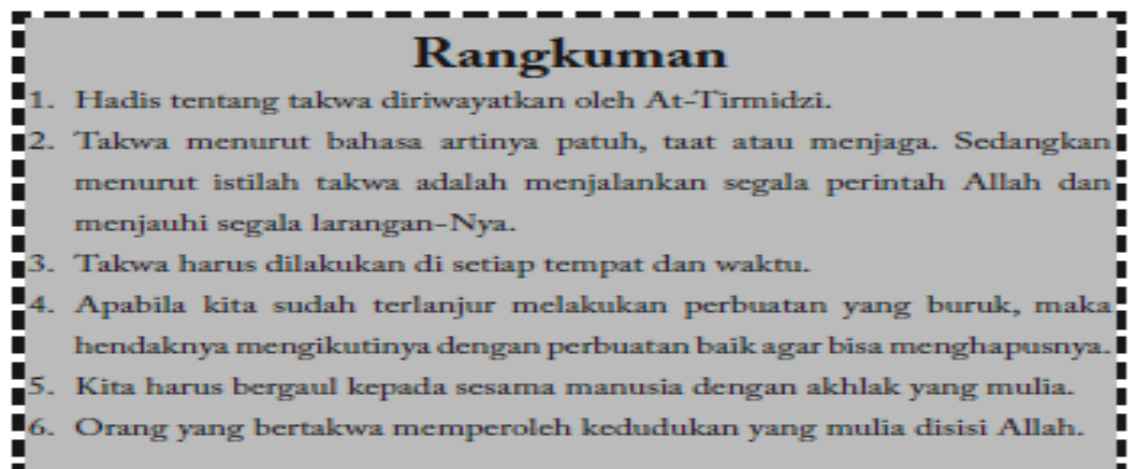 Rangkuman
1. Hadis tentang takwa diriwayatkan oleh At-Tirmidzi.
2. Takwa menurut bahasa artinya patuh, taat atau menjaga. Sedangkan
menurut istilah takwa adalah menjalankan segala perintah Allah dan
menjauhi segala larangan-Nya.
3. Takwa harus dilakukan di setiap tempat dan waktu.
4. Apabila kita sudah terlanjur melakukan perbuatan yang buruk, maka
hendaknya mengikutinya dengan perbuatan baik agar bisa menghapusnya.
5. Kita harus bergaul kepada sesama manusia dengan akhlak yang mulia.
6. Orang yang bertakwa memperoleh kedudukan yang mulia disisi Allah.